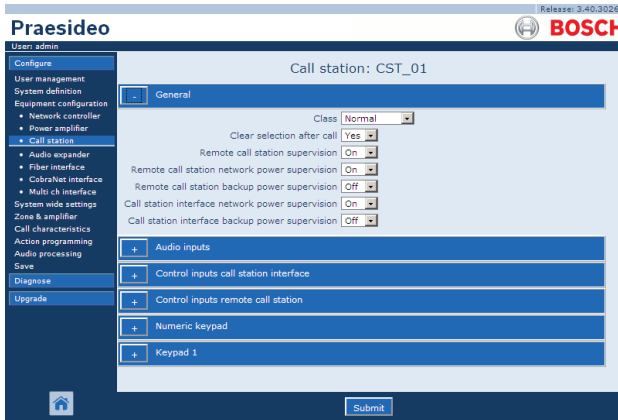 Release: 3.40.3026
Praesideo
BOSCH
User: admin
Configure
User management
System definition
Equipment configuration
• Network controller
• Power amplifier
• Call station
• Audio expander
• Fiber interface
• CobraNet interface
• Multi ch interface
System wide settings
Zone & amplifier
Call characteristics
Action programming
Audio processing
Save
Diagnose
Upgrade
Call station: CST_01
- General
Class Normal
Clear selection after call Yes
Remote call station supervision On
Remote call station network power supervision On
Remote call station backup power supervision Off
Call station interface network power supervision On
Call station interface backup power supervision Off
+ Audio inputs
+ Control inputs call station interface
+ Control inputs remote call station
+ Numeric keypad
+ Keypad 1
Submit